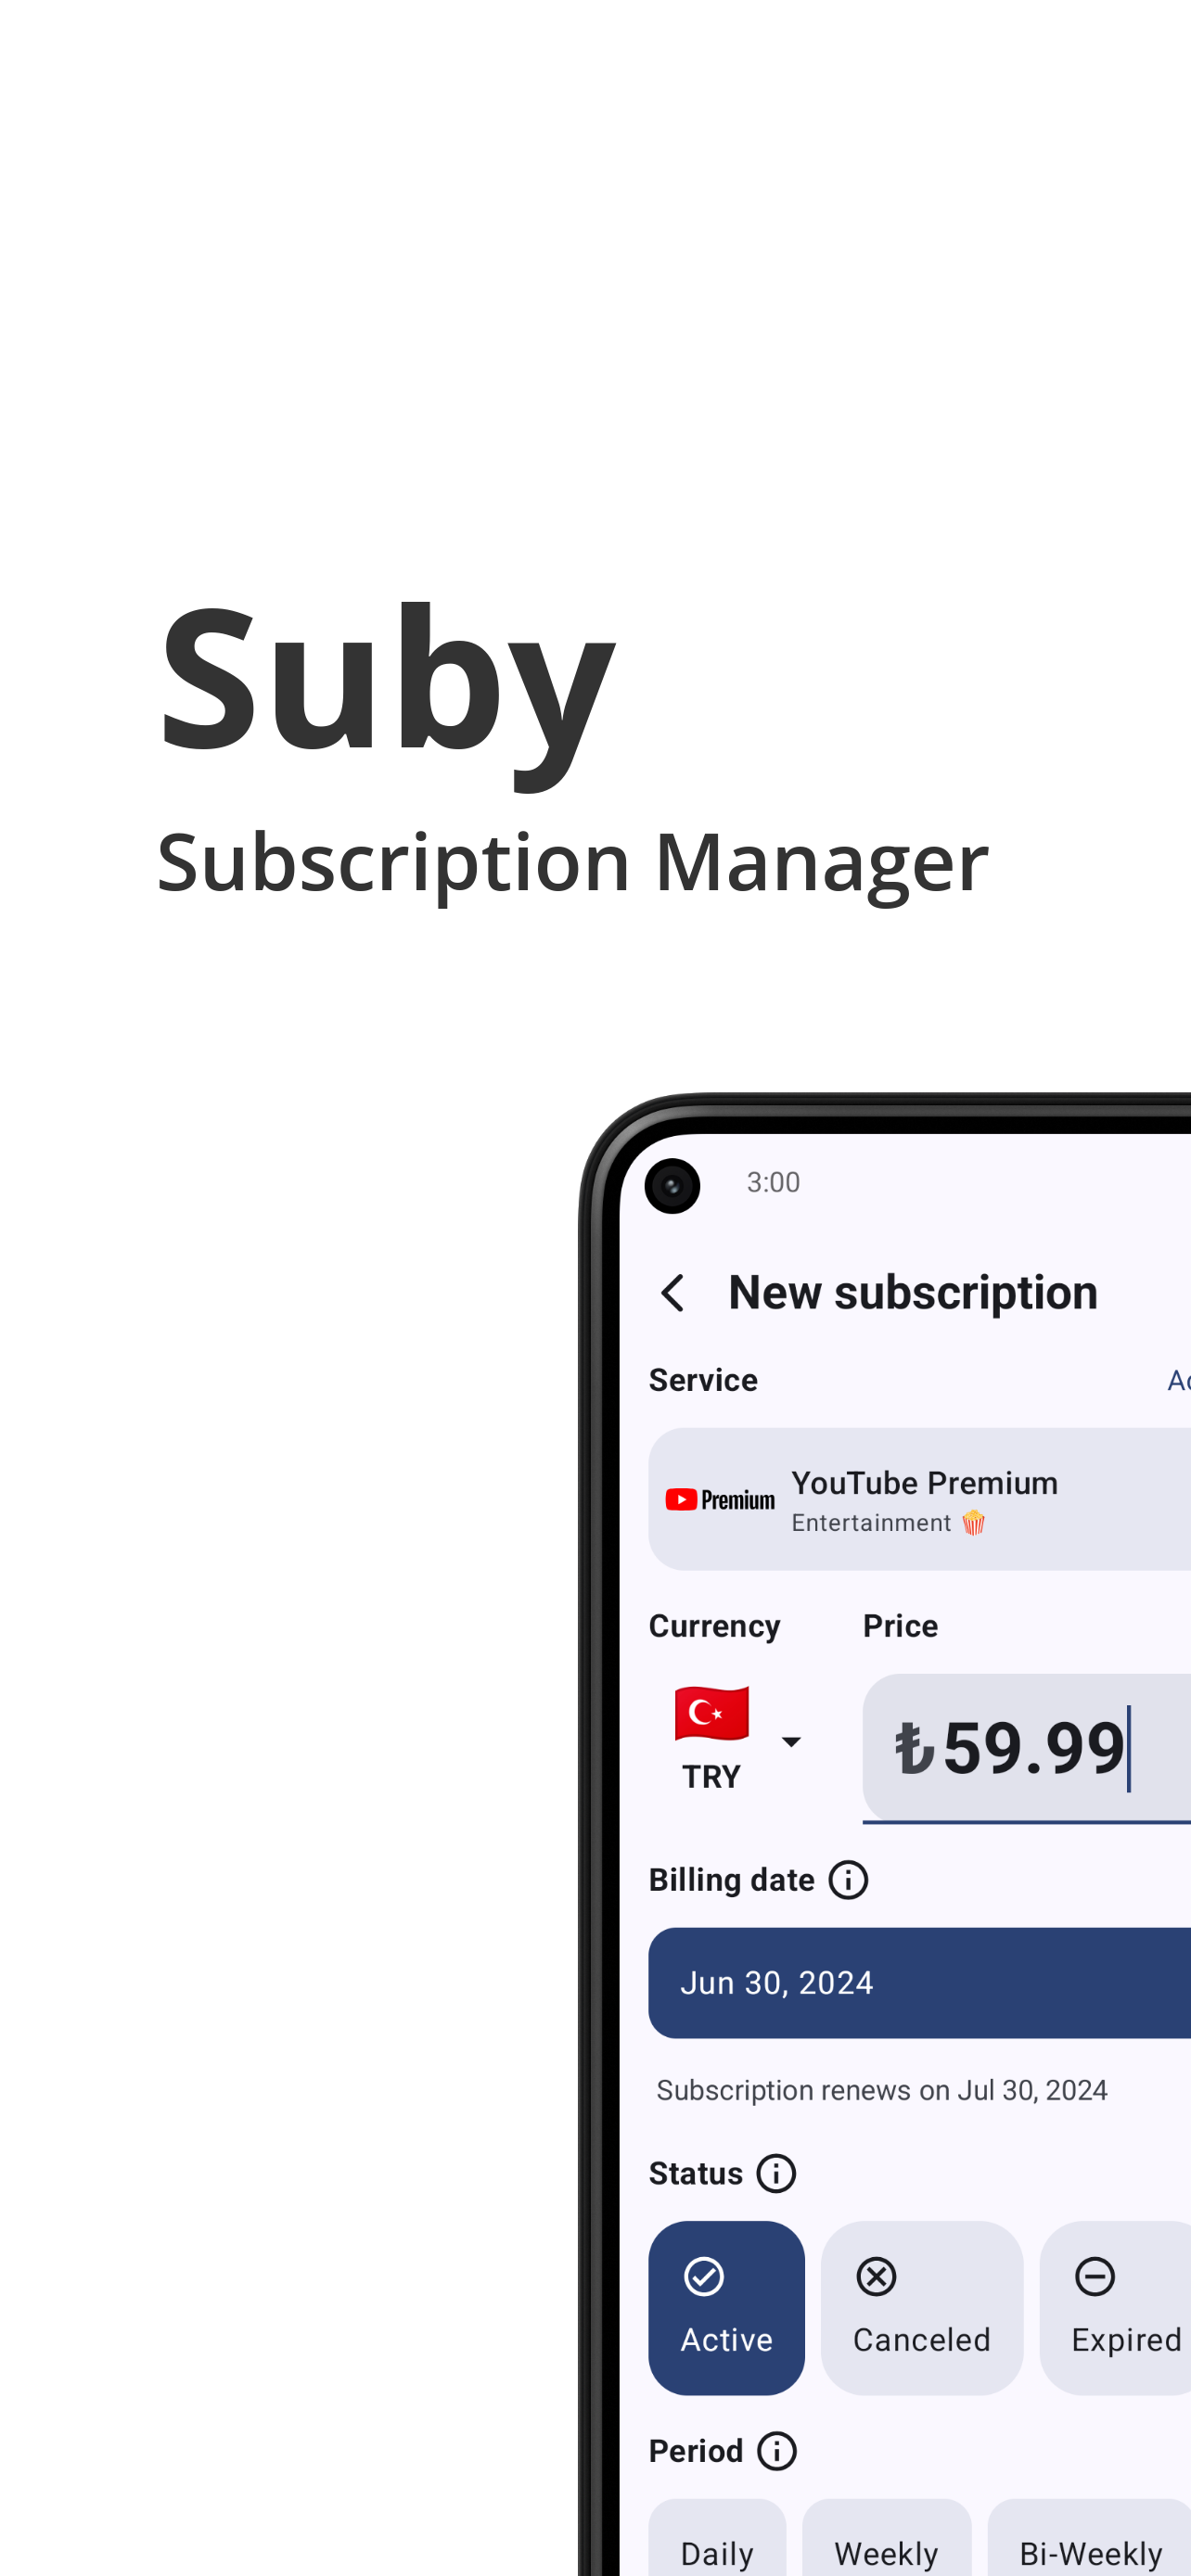 Suby
Subscription Manager
3:00
New subscription
Service
Premium
YouTube Premium
Entertainment 🍿
Currency
Price
TRY
₺59.99
Billing date
Jun 30, 2024
Subscription renews on Jul 30, 2024
Status
Active
Canceled
Expired
Period
Daily
Weekly
Bi-Weekly